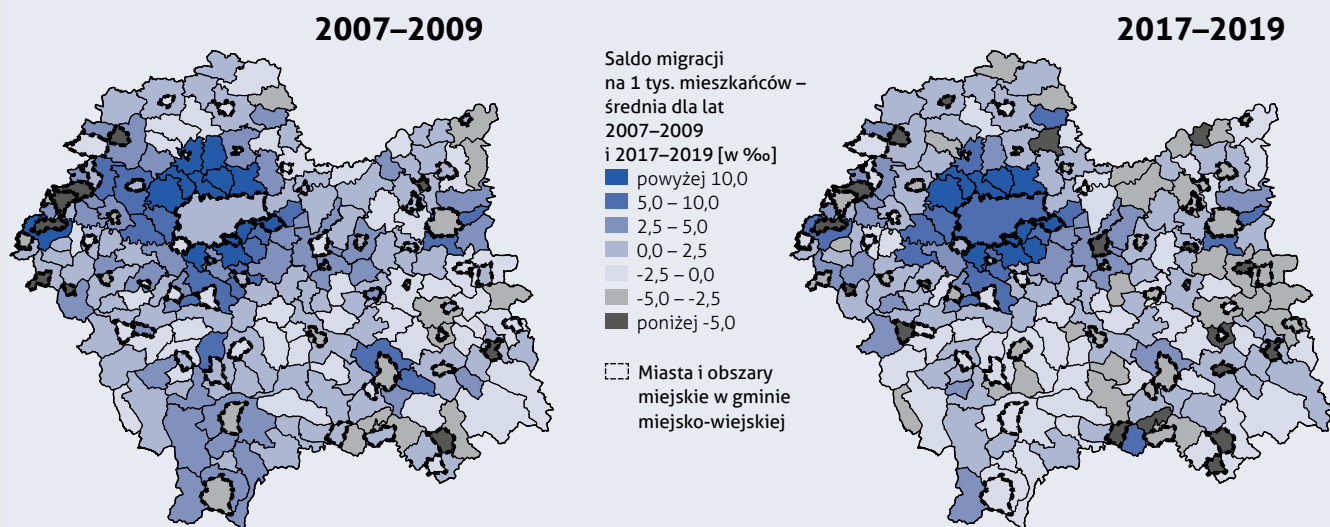 2007–2009
2017–2019
Saldo migracji
na 1 tys. mieszkańców –
średnia dla lat
2007–2009
i 2017–2019 [w ‰]
powyżej 10,0
5,0 – 10,0
2,5 – 5,0
0,0 – 2,5
-2,5 – 0,0
-5,0 – -2,5
poniżej -5,0
Miasta i obszary
miejskie w gminie
miejsko-wiejskiej